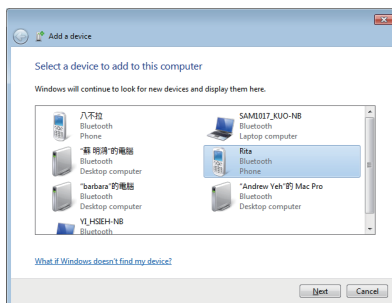 Add a device
Select a device to add to this computer
Windows will continue to look for new devices and display them here.
八不拉
Bluetooth
Phone
SAM1017_KUO-NB
Bluetooth
Laptop computer
"蘇 明鴻"的電腦
Bluetooth
Desktop computer
Rita
Bluetooth
Phone
"barbara"的電腦
Bluetooth
Desktop computer
"Andrew Yeh"的 Mac Pro
Bluetooth
Desktop computer
YI_HSIEH-NB
Bluetooth
What if Windows doesn't find my device?
Next
Cancel